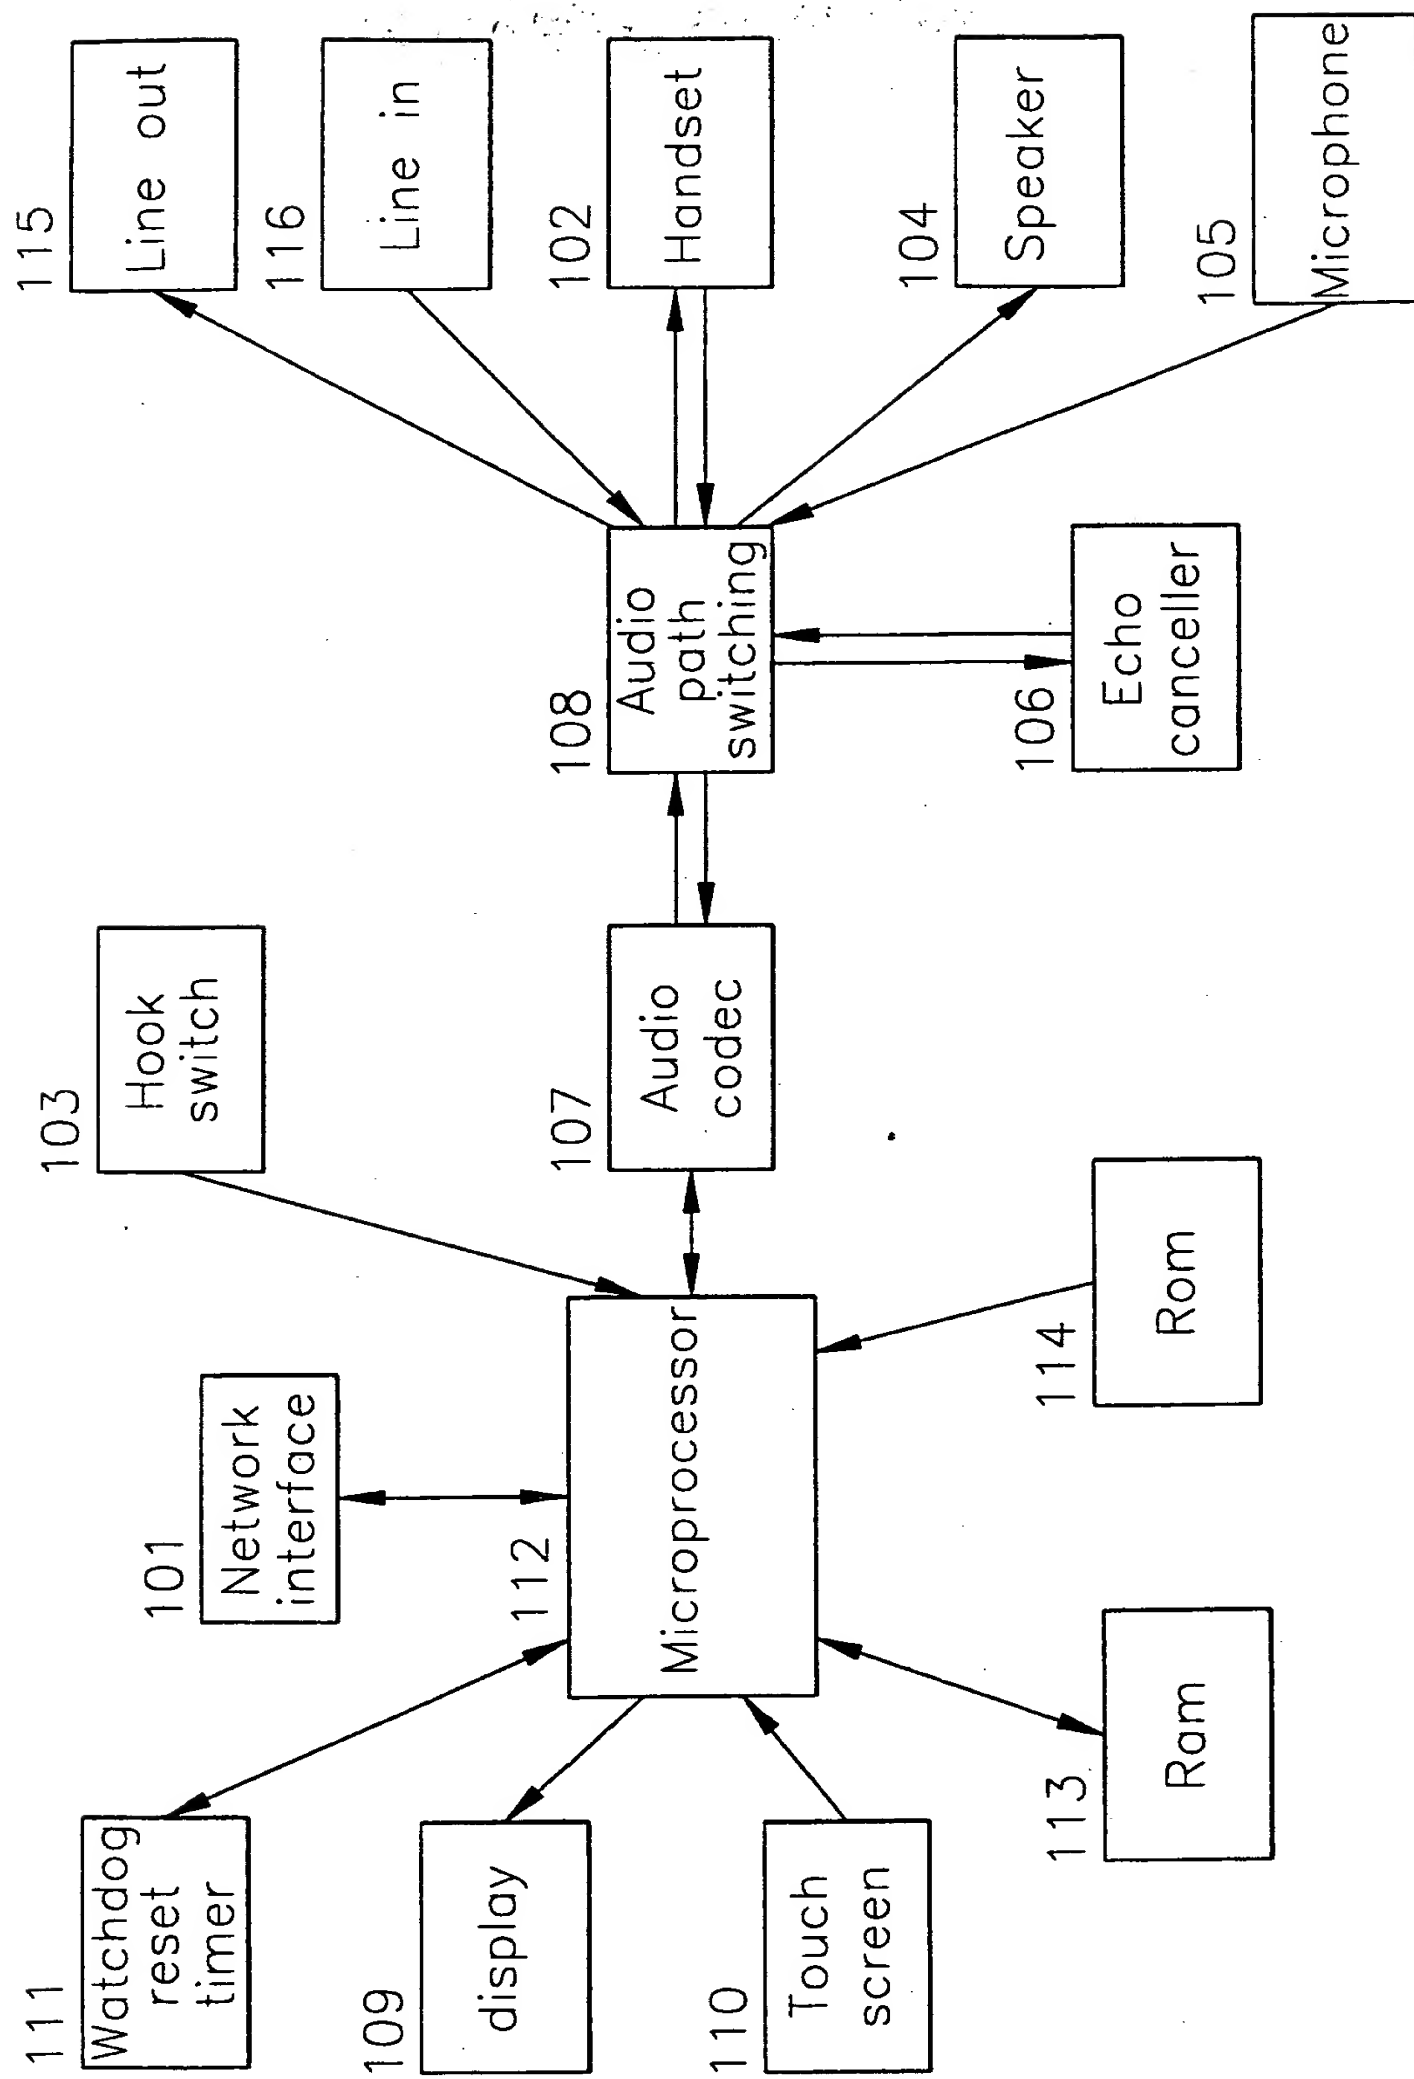 111
Watchdog
reset
timer
109
display
110
Touch
screen
101
Network
interface
112
Microprocessor
113
Ram
114
Rom
103
Hook
switch
107
Audio
codec
108
Audio
path
switching
106
Echo
canceller
115
Line out
116
Line in
102
Handset
104
Speaker
105
Microphone